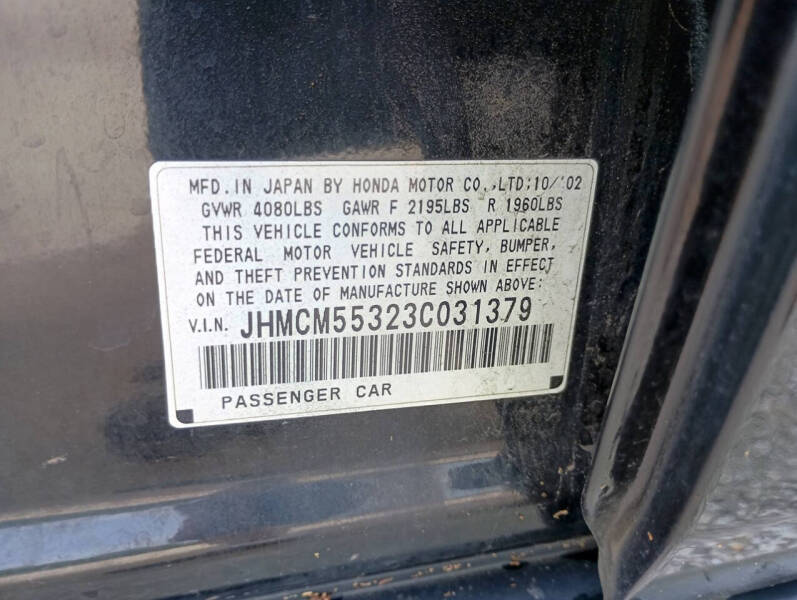 MFD. IN JAPAN BY HONDA MOTOR CO., LTD; 10/'02
GVWR 4080LBS GAWR F 2195LBS R 1960LBS
THIS VEHICLE CONFORMS TO ALL APPLICABLE
FEDERAL MOTOR VEHICLE SAFETY, BUMPER,
AND THEFT PREVENTION STANDARDS IN EFFECT
ON THE DATE OF MANUFACTURE SHOWN ABOVE:
V.I.N. JHMCM55323C031379
PASSENGER CAR